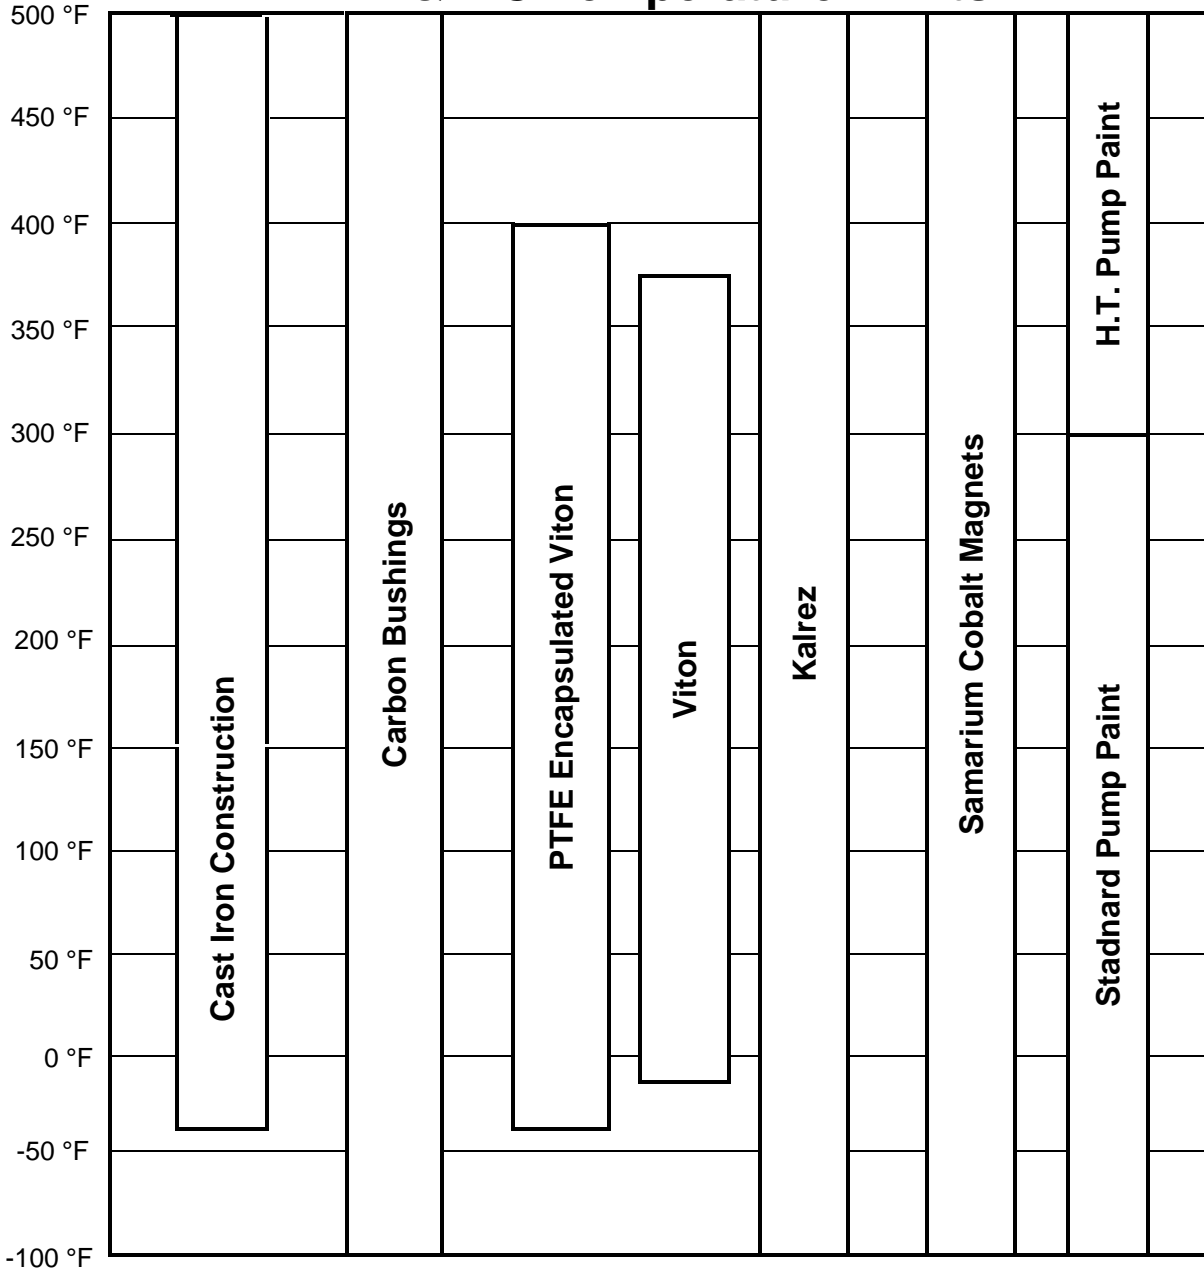 500 °F
450 °F
400 °F
350 °F
300 °F
250 °F
200 °F
150 °F
100 °F
50 °F
0 °F
-50 °F
-100 °F
Cast Iron Construction
Carbon Bushings
PTFE Encapsulated Viton
Viton
Kalrez
Samarium Cobalt Magnets
H.T. Pump Paint
Stadnard Pump Paint